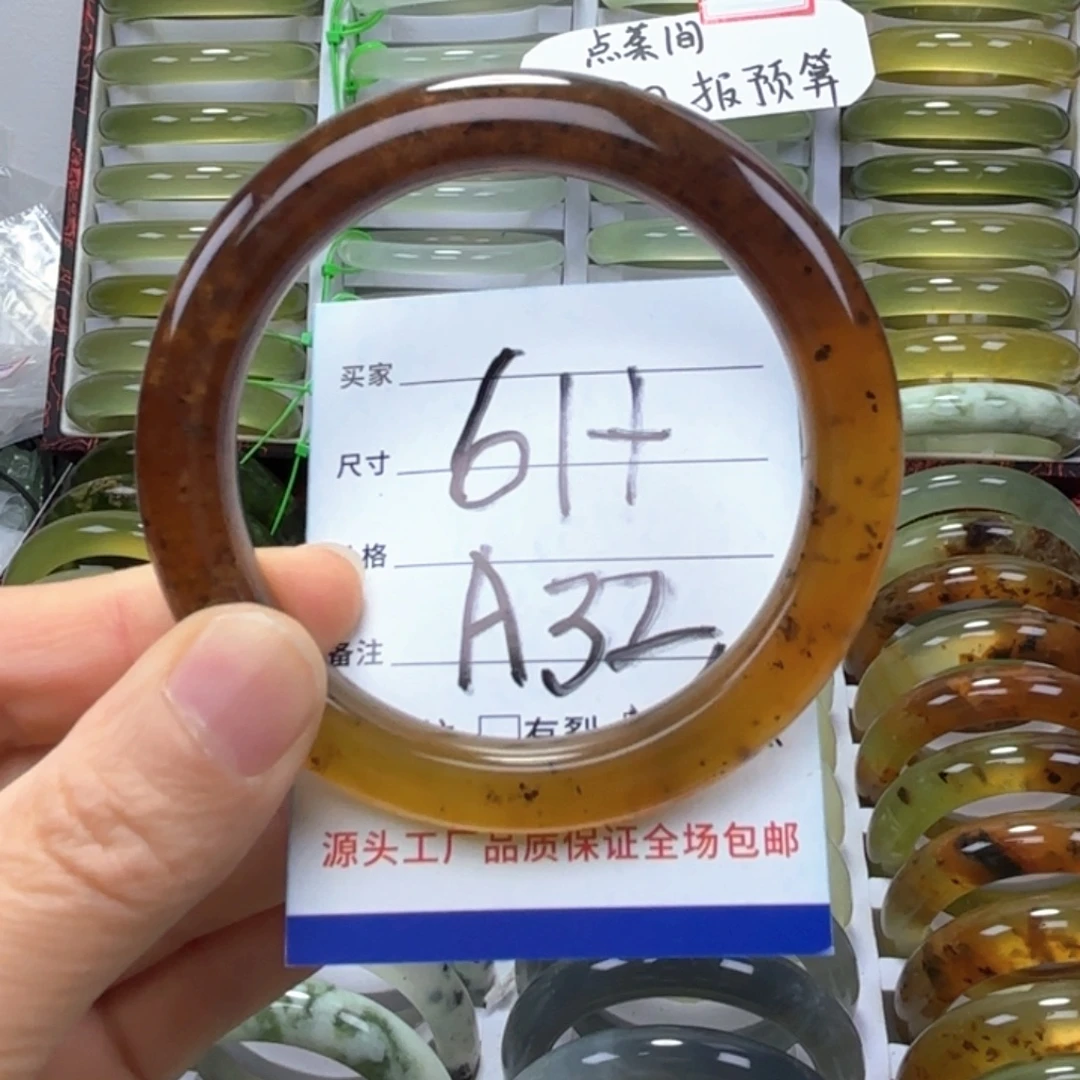 点菜间
报预算
买家
尺寸 61+
格
备注 A32
有裂
源头工厂品质保证全场包邮